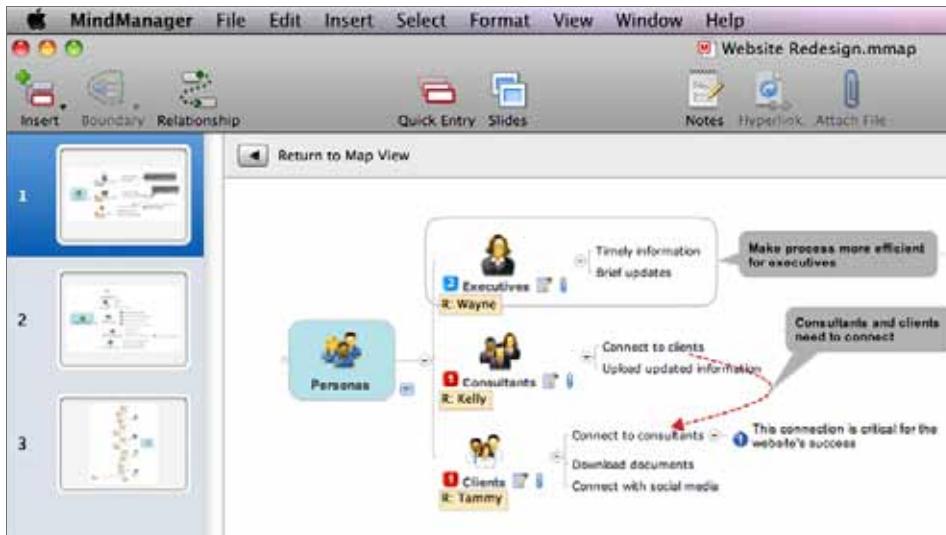 MindManager File Edit Insert Select Format View Window Help
Website Redesign.mmap
Insert Boundary Relationship Quick Entry Slides Notes Hyperlink Attach File
Return to Map View
1
2
3
Personas
2 Executives
R: Wayne
Timely information
Brief updates
Make process more efficient
for executives
1 Consultants
R: Kelly
Connect to clients
Upload updated information
Consultants and clients
need to connect
1 Clients
R: Tammy
Connect to consultants
Download documents
Connect with social media
This connection is critical for the
website's success